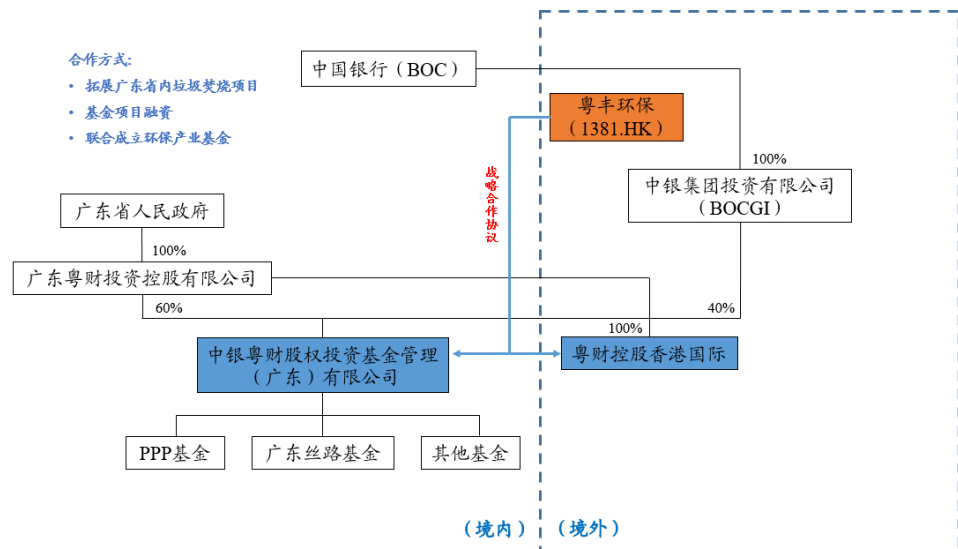 合作方式:
• 拓展广东省内垃圾焚烧项目
• 基金项目融资
• 联合成立环保产业基金
中国银行（BOC）
粤丰环保
（1381.HK）
100%
中银集团投资有限公司
（BOCGI）
战略合作协议
广东省人民政府
100%
广东粤财投资控股有限公司
60%
40%
100%
中银粤财股权投资基金管理
（广东）有限公司
粤财控股香港国际
PPP基金
广东丝路基金
其他基金
（境内）
（境外）